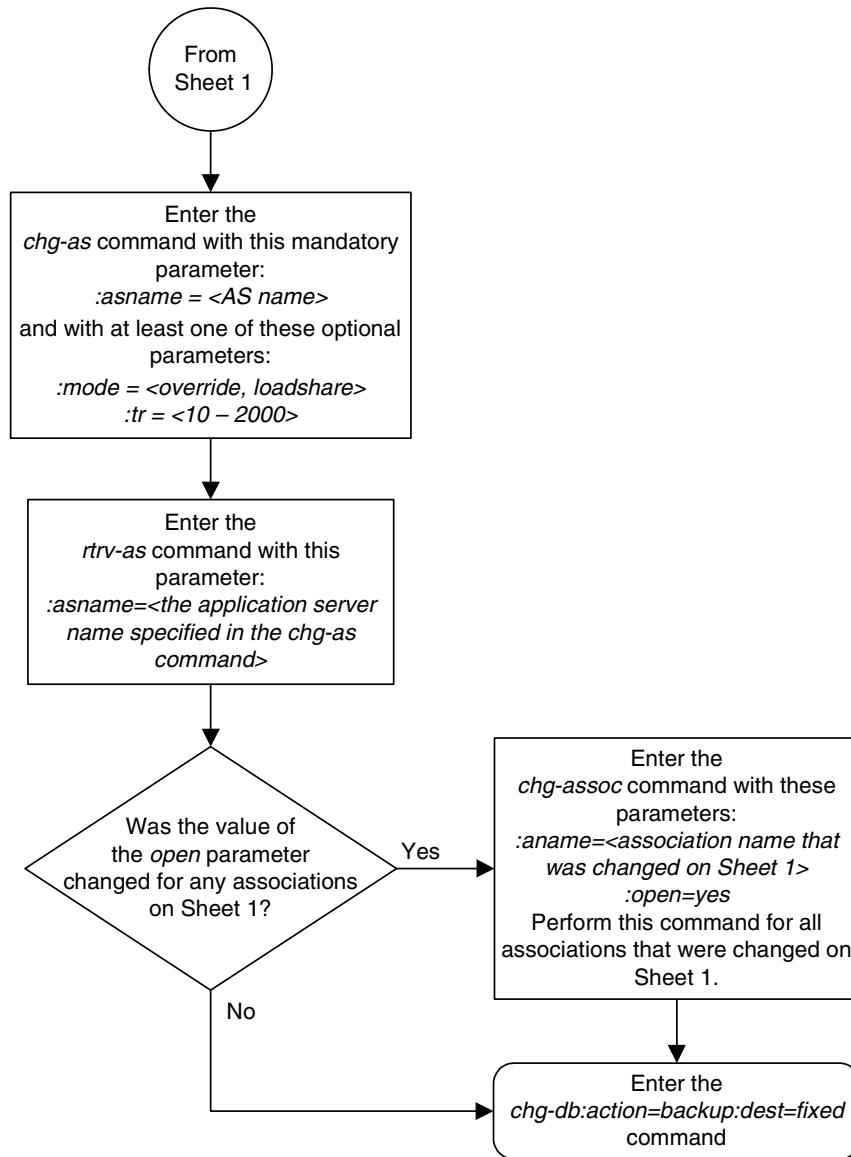 From
Sheet 1
Enter the
chg-as command with this mandatory
parameter:
:asname = <AS name>
and with at least one of these optional
parameters:
:mode = <override, loadshare>
:tr = <10 – 2000>
Enter the
rtrv-as command with this
parameter:
:asname=<the application server
name specified in the chg-as
command>
Was the value of
the open parameter
changed for any associations
on Sheet 1?
Yes
No
Enter the
chg-assoc command with these
parameters:
:aname=<association name that
was changed on Sheet 1>
:open=yes
Perform this command for all
associations that were changed on
Sheet 1.
Enter the
chg-db:action=backup:dest=fixed
command